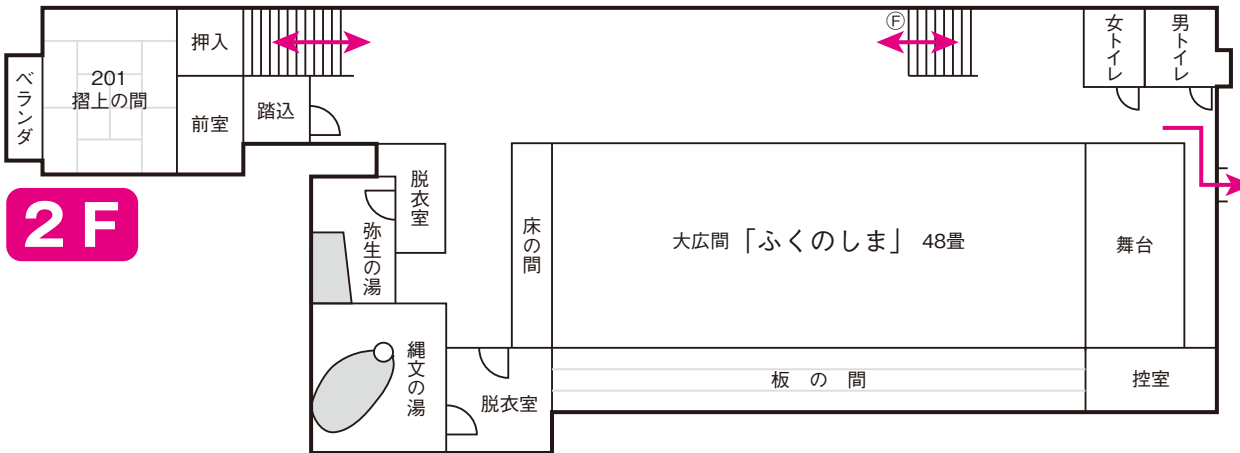 押入
Ⓕ
女トイレ
男トイレ
ベランダ
201
摺上の間
前室
踏込
脱衣室
2F
弥生の湯
床の間
大広間「ふくのしま」48畳
舞台
縄文の湯
脱衣室
板の間
控室